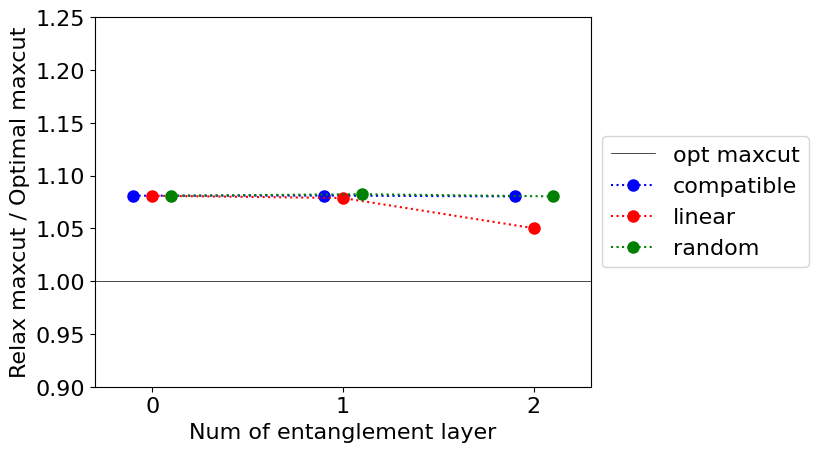 1.25
1.20
1.15
1.10
1.05
1.00
0.95
0.90
Relax maxcut / Optimal maxcut
0 1 2
Num of entanglement layer
opt maxcut
compatible
linear
random